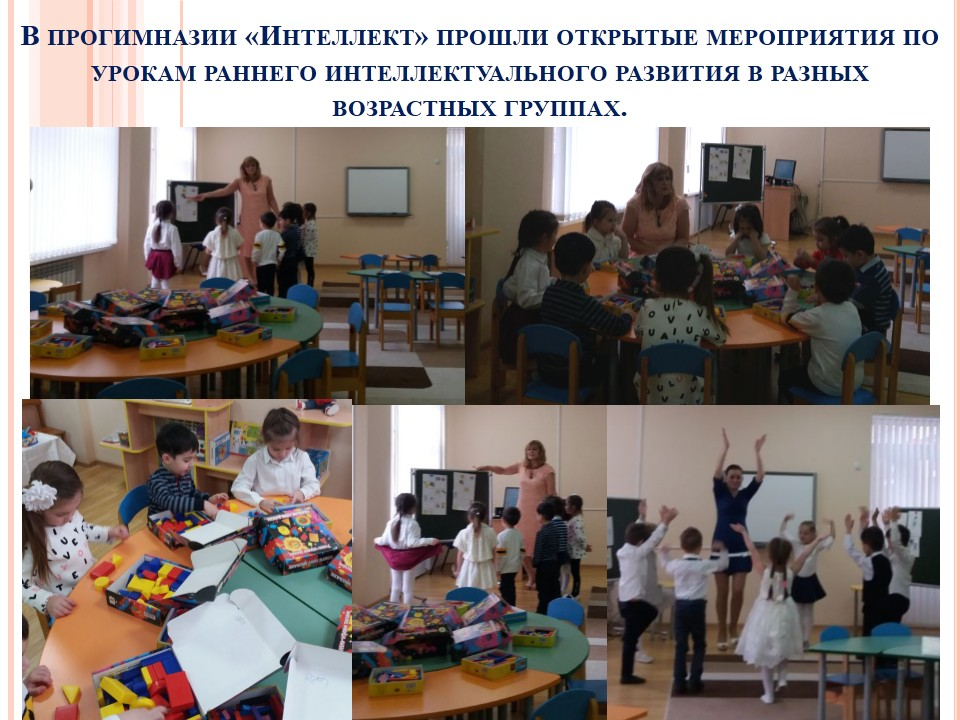 В ПРОГИМНАЗИИ «ИНТЕЛЛЕКТ» ПРОШЛИ ОТКРЫТЫЕ МЕРОПРИЯТИЯ ПО
УРОКАМ РАННЕГО ИНТЕЛЛЕКТУАЛЬНОГО РАЗВИТИЯ В РАЗНЫХ
ВОЗРАСТНЫХ ГРУППАХ.